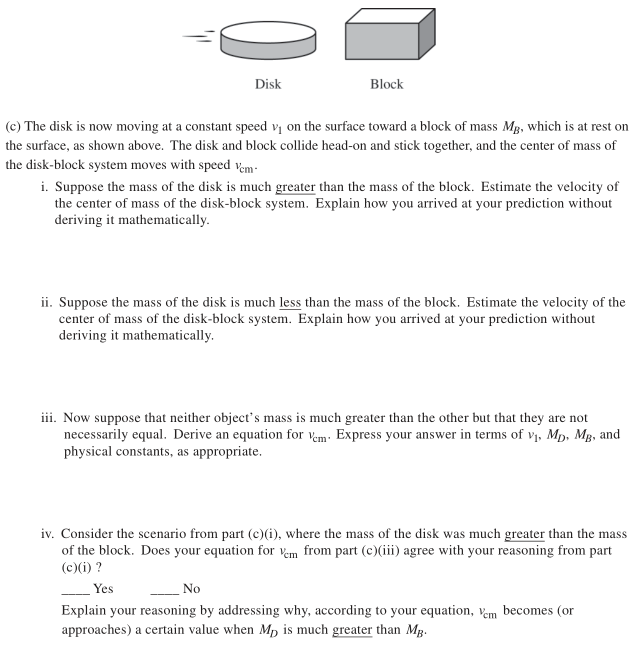 Disk Block
(c) The disk is now moving at a constant speed v₁ on the surface toward a block of mass M_B, which is at rest on
the surface, as shown above. The disk and block collide head-on and stick together, and the center of mass of
the disk-block system moves with speed v_cm.
i. Suppose the mass of the disk is much greater than the mass of the block. Estimate the velocity of
the center of mass of the disk-block system. Explain how you arrived at your prediction without
deriving it mathematically.
ii. Suppose the mass of the disk is much less than the mass of the block. Estimate the velocity of the
center of mass of the disk-block system. Explain how you arrived at your prediction without
deriving it mathematically.
iii. Now suppose that neither object's mass is much greater than the other but that they are not
necessarily equal. Derive an equation for v_cm. Express your answer in terms of v₁, M_D, M_B, and
physical constants, as appropriate.
iv. Consider the scenario from part (c)(i), where the mass of the disk was much greater than the mass
of the block. Does your equation for v_cm from part (c)(iii) agree with your reasoning from part
(c)(i) ?
____ Yes ____ No
Explain your reasoning by addressing why, according to your equation, v_cm becomes (or
approaches) a certain value when M_D is much greater than M_B.